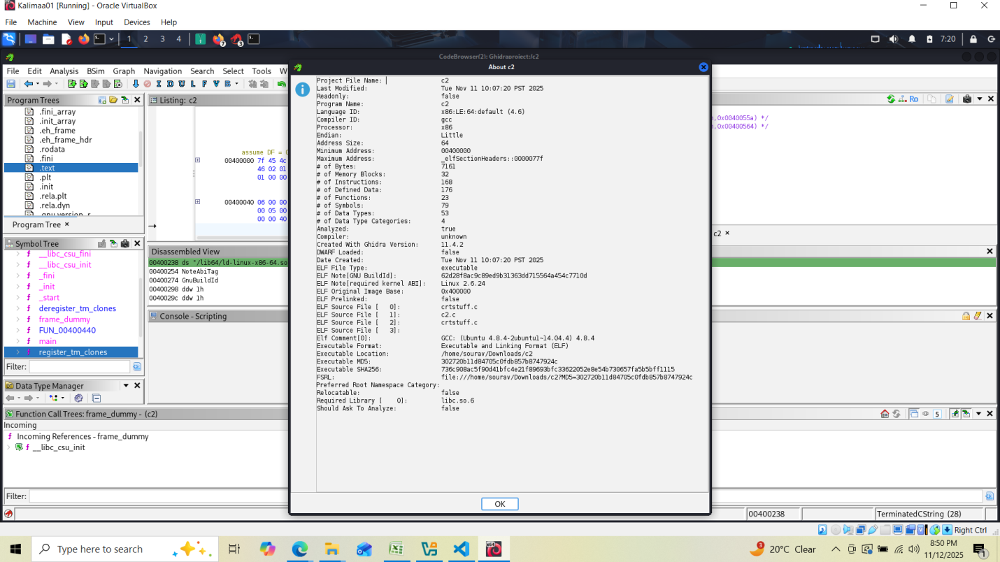 Kalimaa01 [Running] - Oracle VirtualBox
File Machine View Input Devices Help
1 2 3 4
7:20
CodeBrowser(2): Ghidraproject:/c2
File Edit Analysis BSim Graph Navigation Search Select Tools W
I D U L F V B
Program Trees
.fini_array
.init_array
.eh_frame
.eh_frame_hdr
.rodata
.fini
.text
.plt
.init
.rela.plt
.rela.dyn
.gnu.version_r
Program Tree ×
Symbol Tree
__libc_csu_fini
__libc_csu_init
_fini
_init
_start
deregister_tm_clones
frame_dummy
FUN_00400440
main
register_tm_clones
Filter:
Data Type Manager
Listing: c2
assume DF = 0
00400000 7f 45 4c
46 02 01
01 00 00
00400040 06 00 00
00 05 00
00 00 40
Disassembled View
00400238 ds "/lib64/ld-linux-x86-64.so
00400254 NoteAbiTag
00400274 GnuBuildId
00400298 ddw 1h
0040029c ddw 1h
Console - Scripting
About c2
Project File Name: c2
Last Modified: Tue Nov 11 10:07:20 PST 2025
Readonly: false
Program Name: c2
Language ID: x86:LE:64:default (4.6)
Compiler ID: gcc
Processor: x86
Endian: Little
Address Size: 64
Minimum Address: 00400000
Maximum Address: _elfSectionHeaders::0000077f
# of Bytes: 7161
# of Memory Blocks: 32
# of Instructions: 168
# of Defined Data: 176
# of Functions: 23
# of Symbols: 79
# of Data Types: 53
# of Data Type Categories: 4
Analyzed: true
Compiler: unknown
Created With Ghidra Version: 11.4.2
DWARF Loaded: false
Date Created: Tue Nov 11 10:07:20 PST 2025
ELF File Type: executable
ELF Note[GNU BuildId]: 62d28f8ac9c89ed9b31363dd715564a454c7710d
ELF Note[required kernel ABI]: Linux 2.6.24
ELF Original Image Base: 0x400000
ELF Prelinked: false
ELF Source File [ 0]: crtstuff.c
ELF Source File [ 1]: c2.c
ELF Source File [ 2]: crtstuff.c
ELF Source File [ 3]:
Elf Comment[0]: GCC: (Ubuntu 4.8.4-2ubuntu1~14.04.4) 4.8.4
Executable Format: Executable and Linking Format (ELF)
Executable Location: /home/sourav/Downloads/c2
Executable MD5: 302720b11d84705c0fdb857b8747924c
Executable SHA256: 736c908ac5f90d41bfc4e21f89693bfc33622052e8e54b730657fa5b5bff1115
FSRL: file:///home/sourav/Downloads/c2?MD5=302720b11d84705c0fdb857b8747924c
Preferred Root Namespace Category:
Relocatable: false
Required Library [ 0]: libc.so.6
Should Ask To Analyze: false
OK
,0x0040055a) */
,0x00400564) */
Ro
c2 ×
Function Call Trees: frame_dummy - (c2)
5
Incoming
Incoming References - frame_dummy
__libc_csu_init
Filter:
00400238
TerminatedCString (28)
Right Ctrl
Type here to search
20°C Clear
8:50 PM
11/12/2025